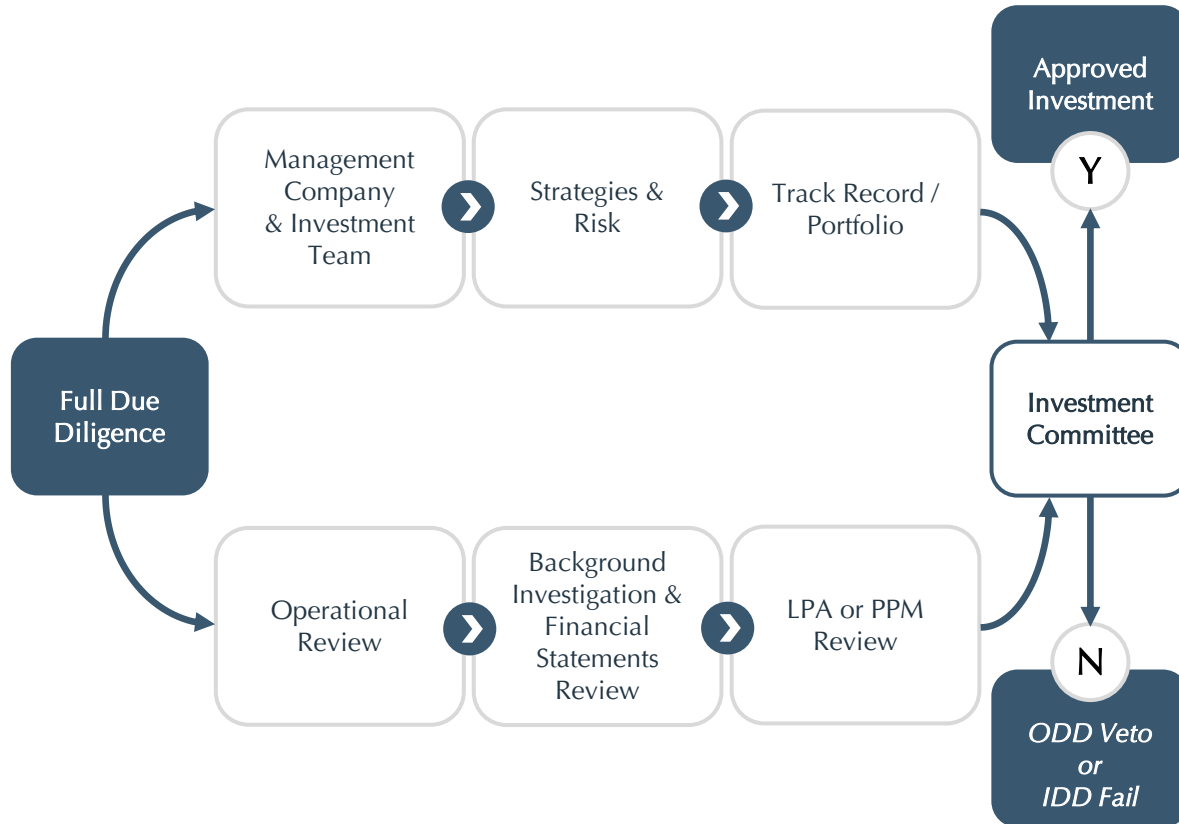 Approved
Investment
Y
Management
Company
& Investment
Team
Strategies &
Risk
Track Record /
Portfolio
Full Due
Diligence
Investment
Committee
Operational
Review
Background
Investigation &
Financial
Statements
Review
LPA or PPM
Review
N
ODD Veto
or
IDD Fail